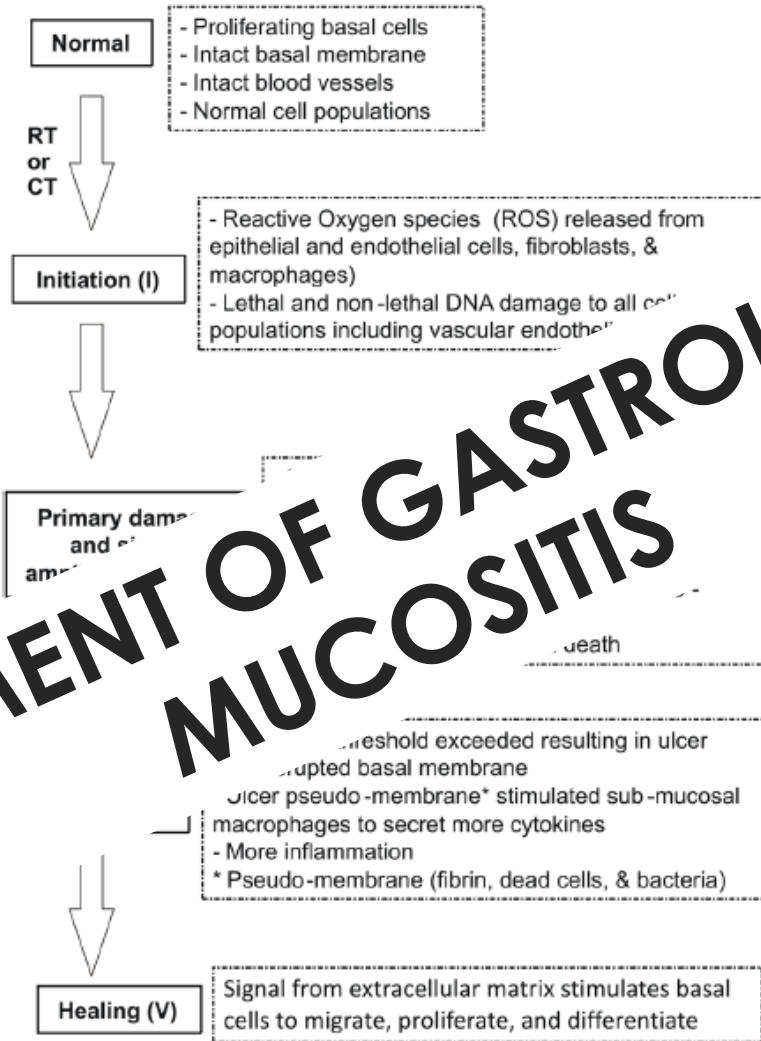 Normal
- Proliferating basal cells
- Intact basal membrane
- Intact blood vessels
- Normal cell populations
RT
or
CT
Initiation (I)
- Reactive Oxygen species (ROS) released from
epithelial and endothelial cells, fibroblasts, &
macrophages)
- Lethal and non-lethal DNA damage to all
populations including vascular
Primary
and
OF
MUCOSITIS
death
exceeded resulting in ulcer
basal membrane
Ulcer pseudo-membrane* stimulated sub-mucosal
macrophages to secret more cytokines
- More inflammation
* Pseudo-membrane (fibrin, dead cells, & bacteria)
Healing (V)
Signal from extracellular matrix stimulates basal
cells to migrate, proliferate, and differentiate